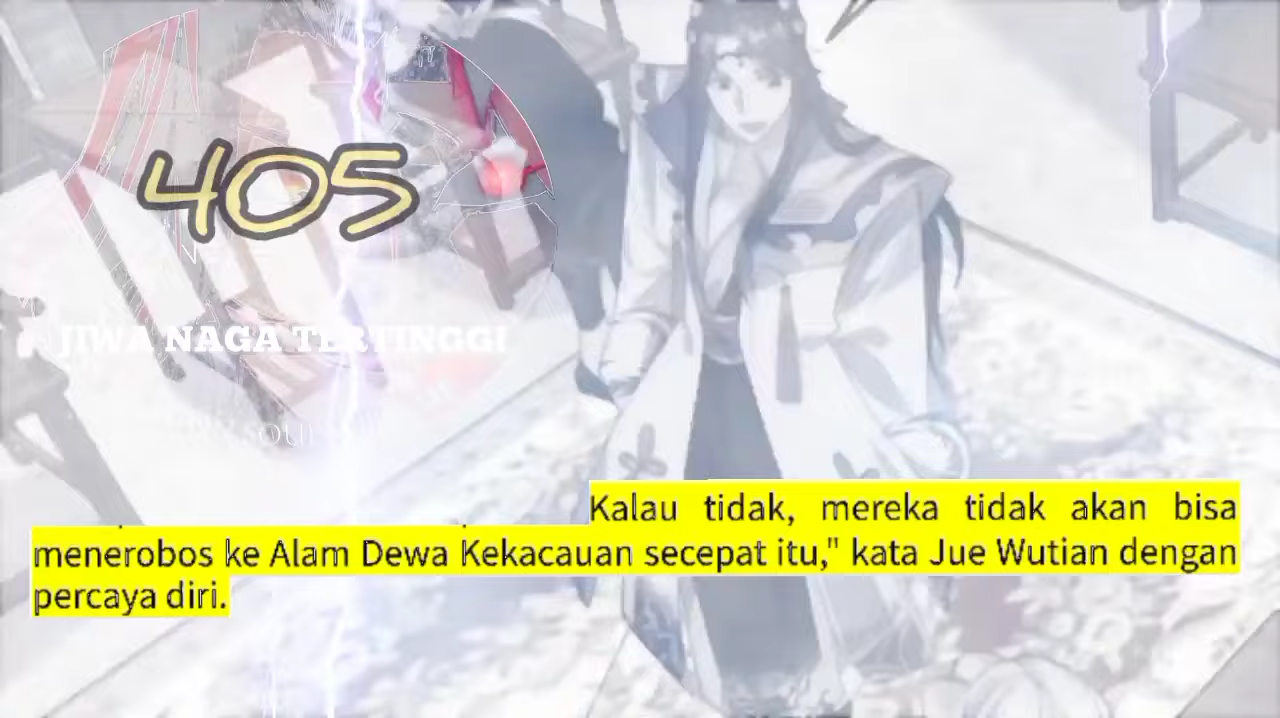 405
JIWA NAGA TERTINGGI
Kalau tidak, mereka tidak akan bisa
menerobos ke Alam Dewa Kekacauan secepat itu," kata Jue Wutian dengan
percaya diri.